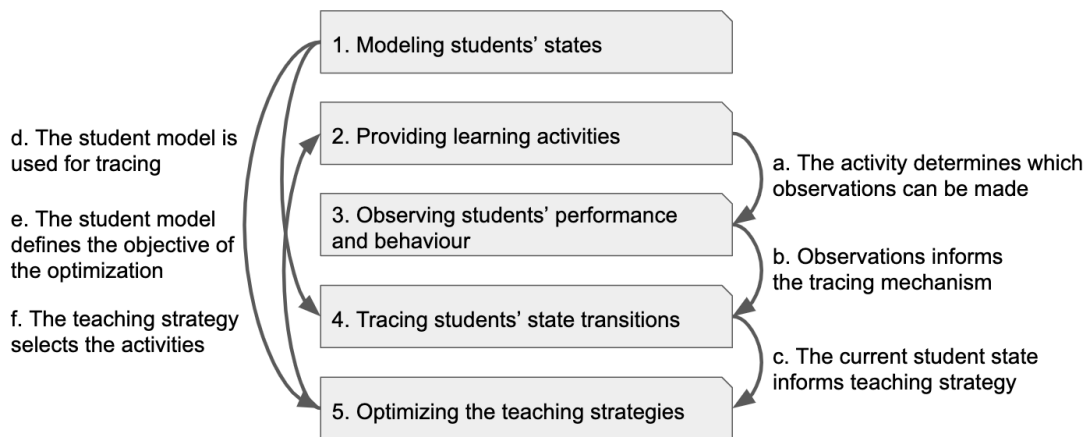 1. Modeling students’ states
2. Providing learning activities
3. Observing students’ performance
and behaviour
4. Tracing students’ state transitions
5. Optimizing the teaching strategies
d. The student model is
used for tracing
e. The student model
defines the objective of
the optimization
f. The teaching strategy
selects the activities
a. The activity determines which
observations can be made
b. Observations informs
the tracing mechanism
c. The current student state
informs teaching strategy